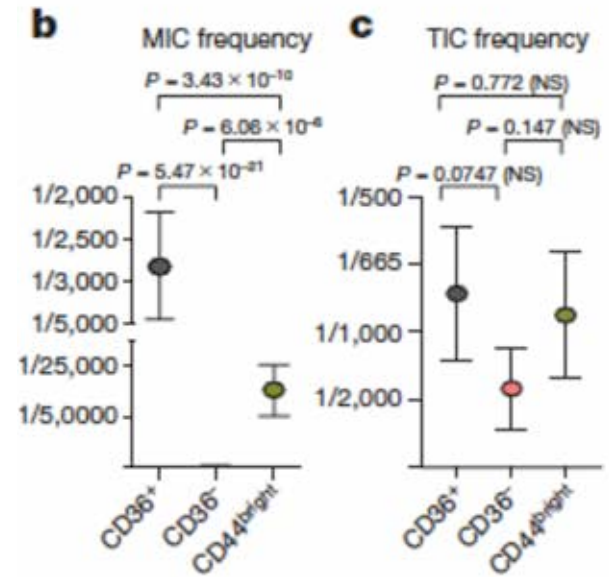 b
MIC frequency
P = 3.43 × 10⁻¹⁰
P = 6.06 × 10⁻⁶
P = 5.47 × 10⁻²¹
1/2,000
1/2,500
1/3,000
1/5,000
1/25,000
1/5,0000
CD36⁺
CD36⁻
CD44ᵇʳⁱᵍʰᵗ
c
TIC frequency
P = 0.772 (NS)
P = 0.147 (NS)
P = 0.0747 (NS)
1/500
1/665
1/1,000
1/2,000
CD36⁺
CD36⁻
CD44ᵇʳⁱᵍʰᵗ